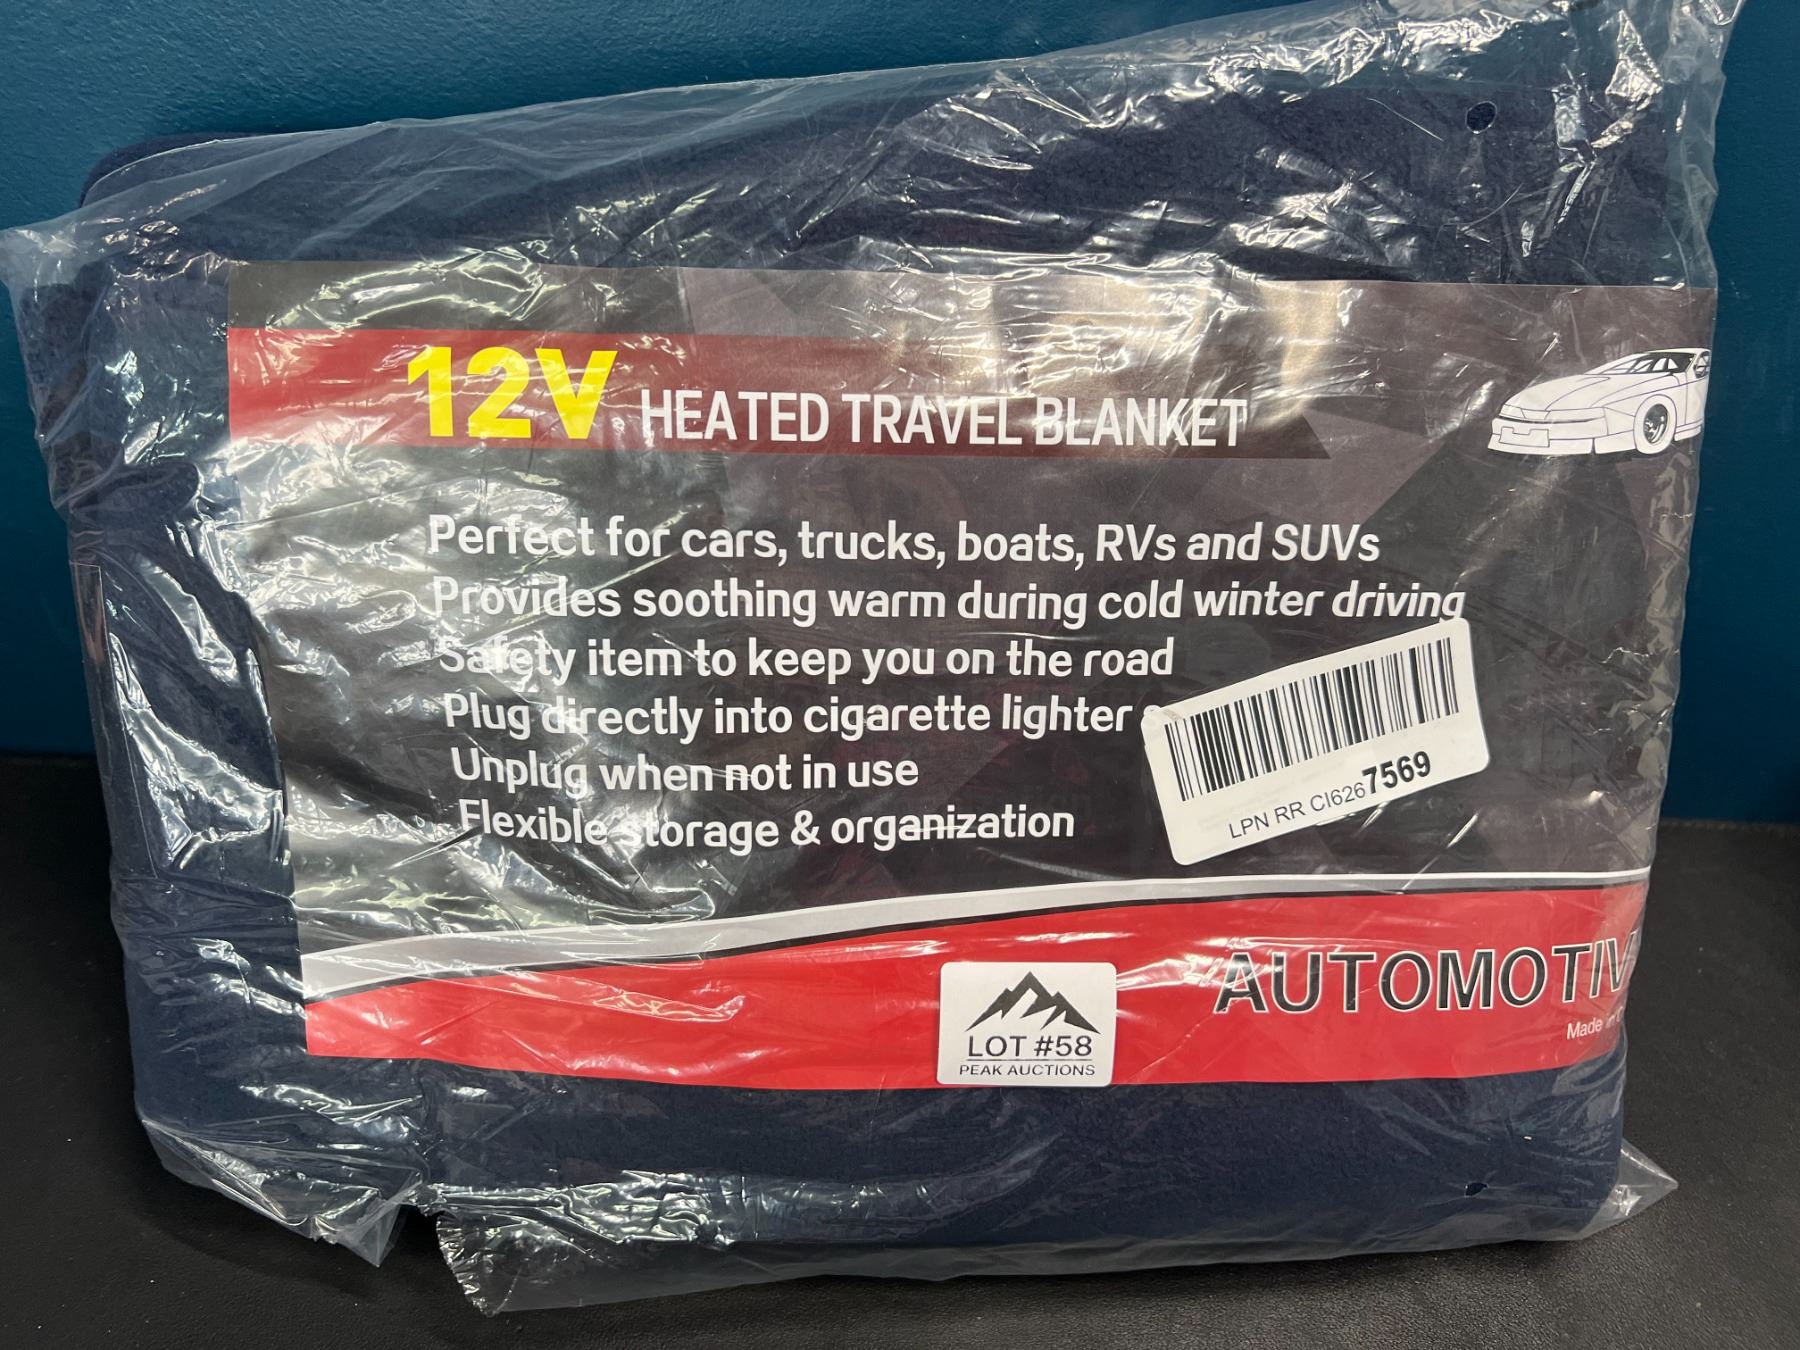 12V HEATED TRAVEL BLANKET
Perfect for cars, trucks, boats, RVs and SUVs
Provides soothing warm during cold winter driving
Safety item to keep you on the road
Plug directly into cigarette lighter
Unplug when not in use
Flexible storage & organization
LPN RR CI6267569
AUTOMOTIV
Made in
LOT #58
PEAK AUCTIONS